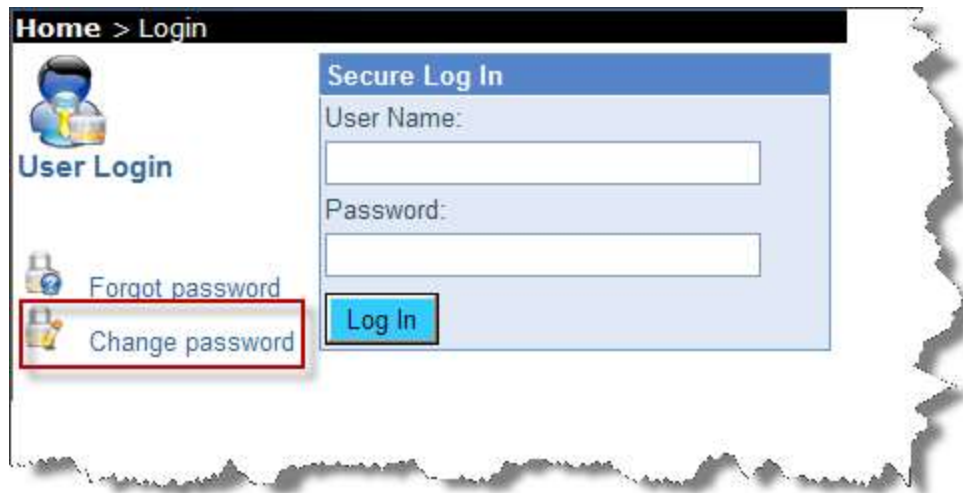 Home > Login
User Login
Forgot password
Change password
Secure Log In
User Name:
Password:
Log In